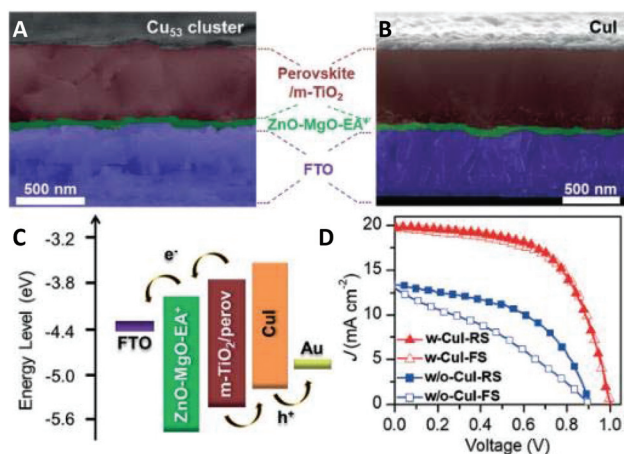 A
Cu53 cluster
500 nm
Perovskite
/m-TiO2
ZnO-MgO-EA+
FTO
B
CuI
500 nm
C
Energy Level (eV)
-3.2
-3.8
-4.4
-5.0
-5.6
e-
FTO
ZnO-MgO-EA+
m-TiO2/perov
CuI
Au
h+
D
J (mA cm-2)
20
15
10
5
0
w-CuI-RS
w-CuI-FS
w/o-CuI-RS
w/o-CuI-FS
0.0 0.2 0.4 0.6 0.8 1.0
Voltage (V)